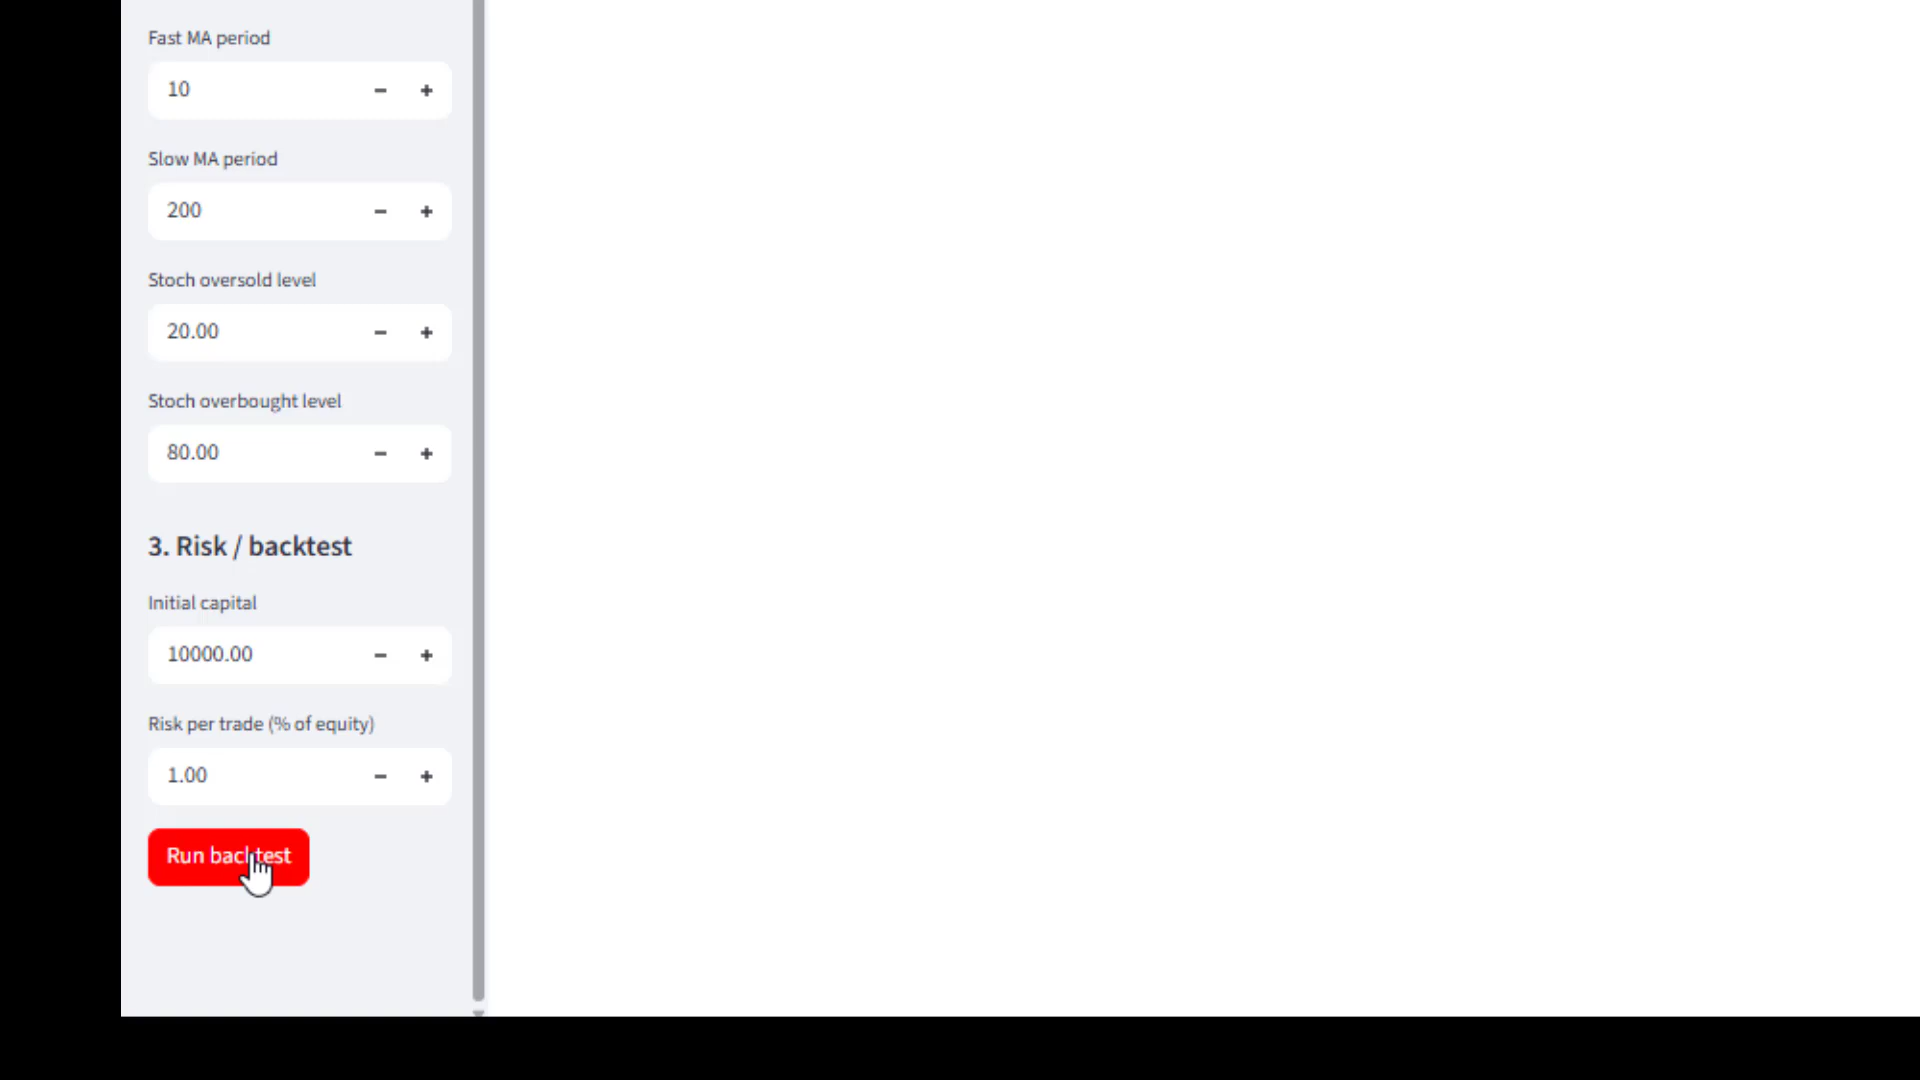 Fast MA period
10
Slow MA period
200
Stoch oversold level
20.00
Stoch overbought level
80.00
3. Risk / backtest
Initial capital
10000.00
Risk per trade (% of equity)
1.00
Run backtest